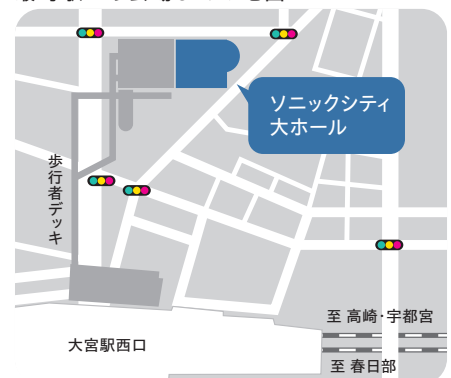 ソニックシティ
大ホール
歩行者デッキ
至 高崎・宇都宮
大宮駅西口
至 春日部